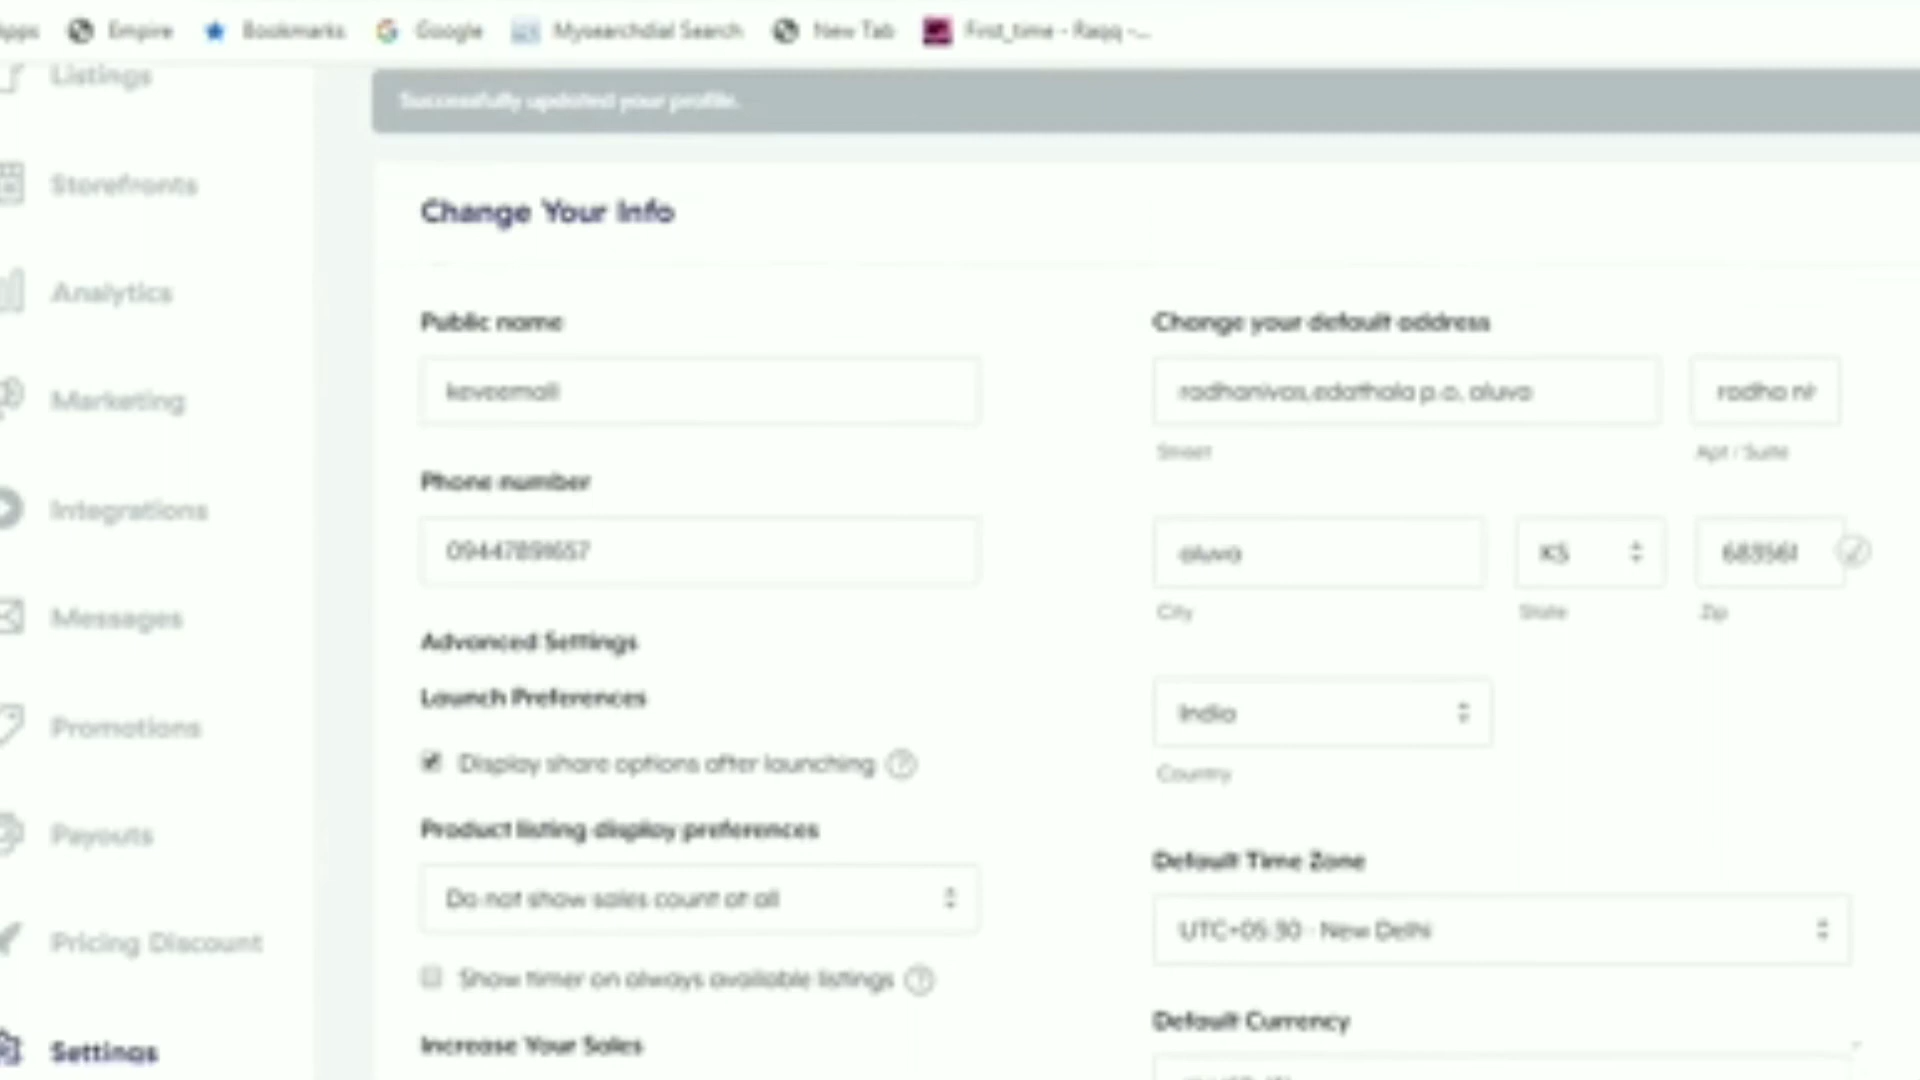 Apps Empire Bookmarks Google Mysearchdial Search New Tab First_time - Raqq -...
Listings
Storefronts
Analytics
Marketing
Integrations
Messages
Promotions
Payouts
Pricing Discount
Settings
Successfully updated your profile.
Change Your Info
Public name
keveemall
Phone number
Advanced Settings
Launch Preferences
Display share options after launching ?
Product listing display preferences
Do not show sales count at all
Show timer on always available listings ?
Increase Your Sales
Change your default address
radhanivas,edathala p.o, aluva
radha ni
Street
Apt / Suite
aluva
KS
683561
City
State
Zip
India
Country
Default Time Zone
UTC+05:30 - New Delhi
Default Currency